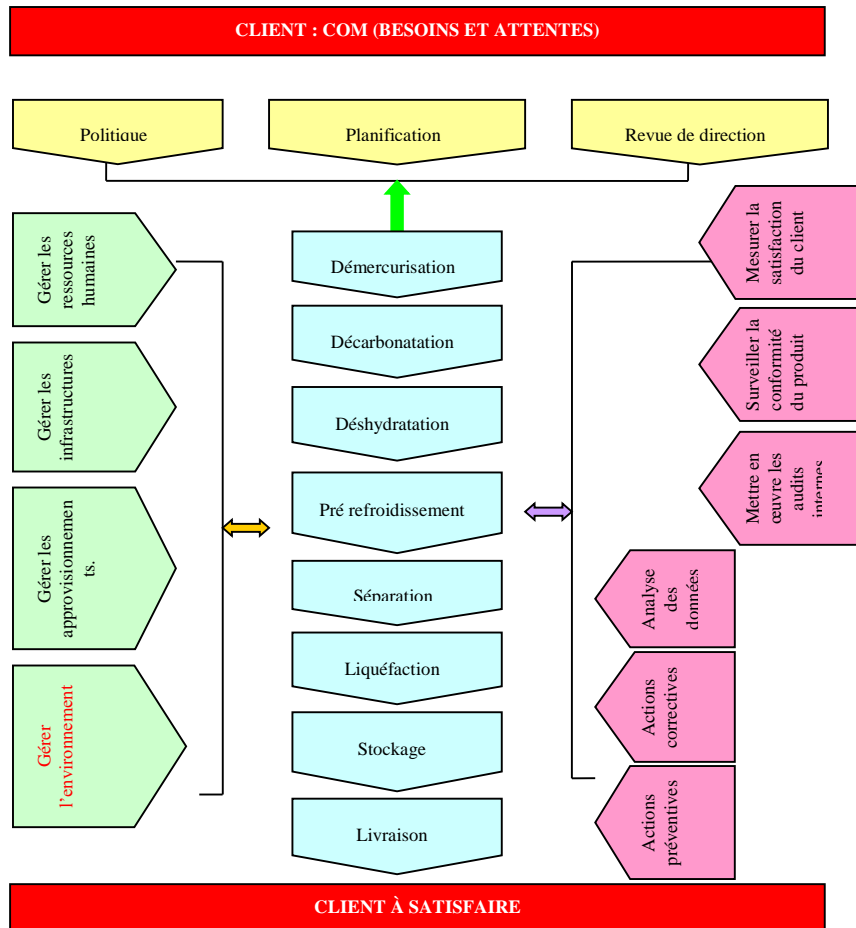 CLIENT : COM (BESOINS ET ATTENTES)
Politique
Planification
Revue de direction
Gérer les
ressources
humaines
Gérer les
infrastructures
Gérer les
approvisionnemen
ts.
Gérer
l’environnement
Démercurisation
Décarbonatation
Déshydratation
Pré refroidissement
Séparation
Liquéfaction
Stockage
Livraison
Mesurer la
satisfaction
du client
Surveiller la
conformité
du produit
Mettre en
œuvre les
audits
internes
Analyse
des
données
Actions
correctives
Actions
préventives
CLIENT À SATISFAIRE